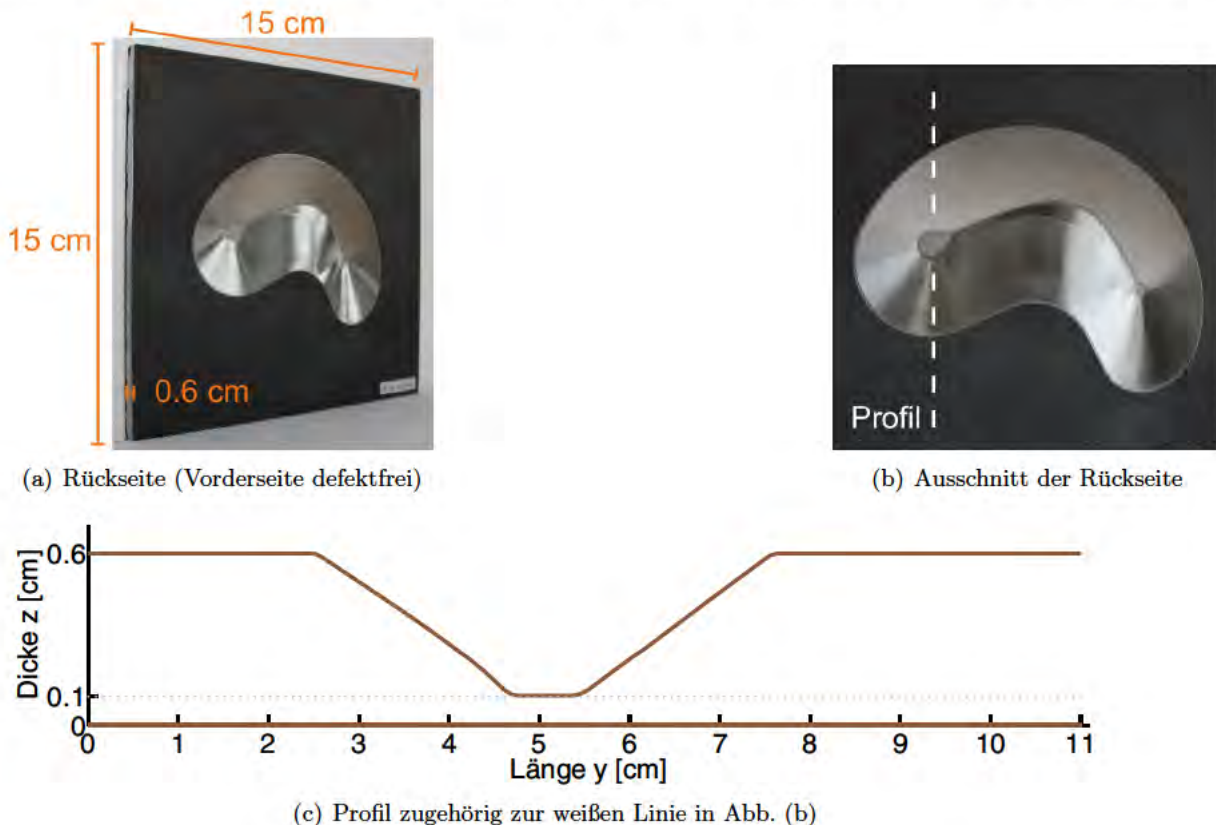 15 cm
15 cm
0.6 cm
Profil
(a) Rückseite (Vorderseite defektfrei)
(b) Ausschnitt der Rückseite
Dicke z [cm]
0.6
0.1
0
0 1 2 3 4 5 6 7 8 9 10 11
Länge y [cm]
(c) Profil zugehörig zur weißen Linie in Abb. (b)